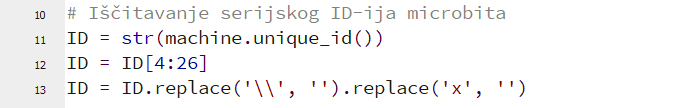 10 # Iščitavanje serijskog ID-ija microbita
11 ID = str(machine.unique_id())
12 ID = ID[4:26]
13 ID = ID.replace('\\', '').replace('x', '')